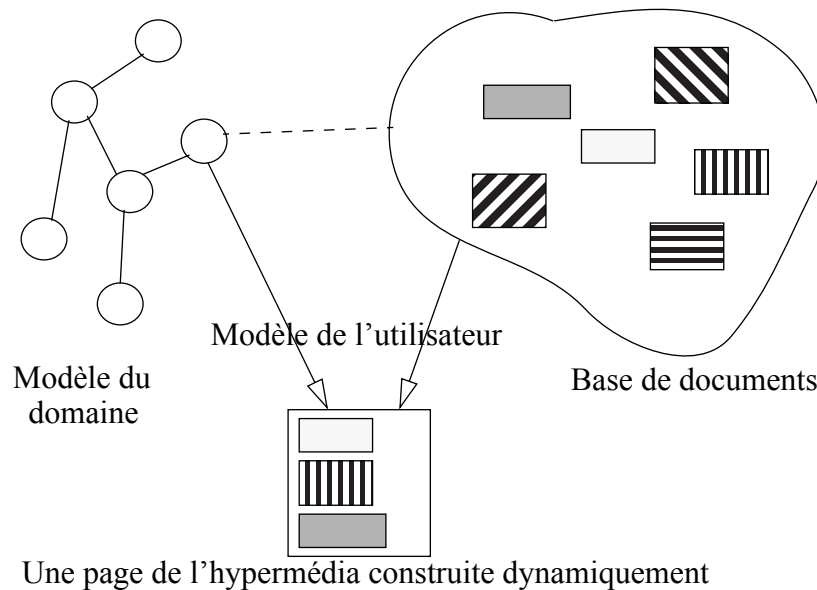 Modèle de l’utilisateur
Modèle du
domaine
Base de documents
Une page de l’hypermédia construite dynamiquement